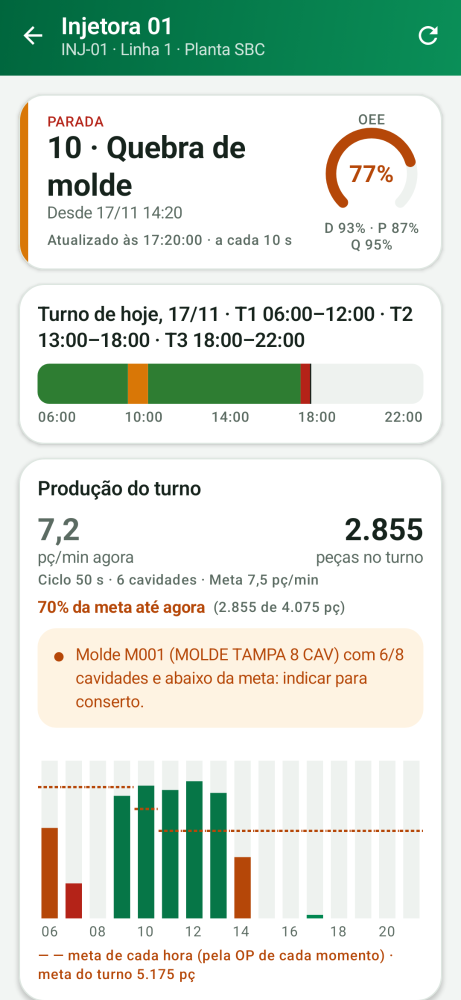 Injetora 01
INJ-01 · Linha 1 · Planta SBC
PARADA
10 · Quebra de
molde
Desde 17/11 14:20
Atualizado às 17:20:00 · a cada 10 s
OEE
77%
D 93% · P 87%
Q 95%
Turno de hoje, 17/11 · T1 06:00–12:00 · T2
13:00–18:00 · T3 18:00–22:00
06:00 10:00 14:00 18:00 22:00
Produção do turno
7,2 2.855
pç/min agora peças no turno
Ciclo 50 s · 6 cavidades · Meta 7,5 pç/min
70% da meta até agora (2.855 de 4.075 pç)
Molde M001 (MOLDE TAMPA 8 CAV) com 6/8
cavidades e abaixo da meta: indicar para
conserto.
06 08 10 12 14 16 18 20
– – meta de cada hora (pela OP de cada momento) ·
meta do turno 5.175 pç